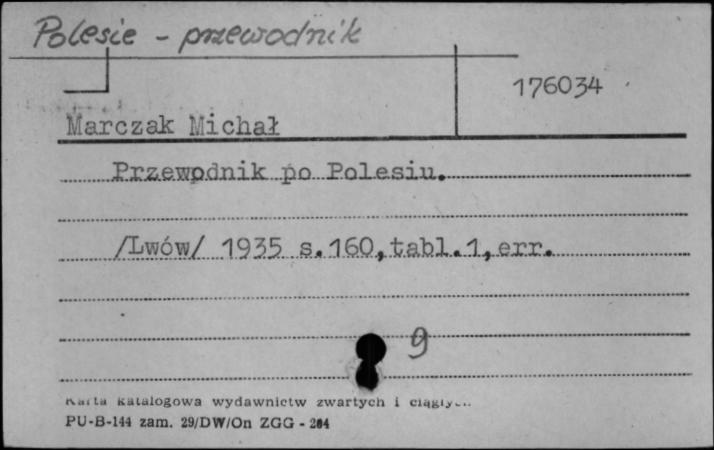 Polesie - przewodnik
176034
Marczak Michał
Przewodnik po Polesiu.
/Lwów/ 1935 s.160,tabl.1,err.
9
Karta katalogowa wydawnictw zwartych i ciągłych
PU-B-144 zam. 29/DW/On ZGG - 204